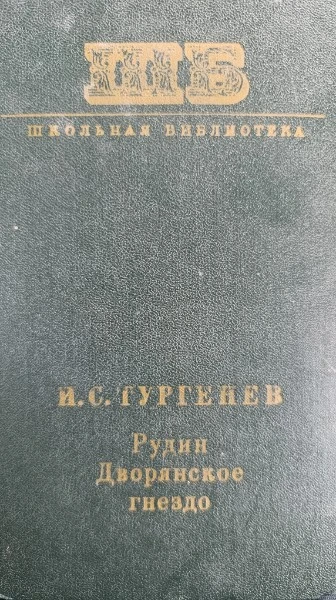 ШБ
ШКОЛЬНАЯ БИБЛИОТЕКА
И.С. ТУРГЕНЕВ
Рудин
Дворянское
гнездо